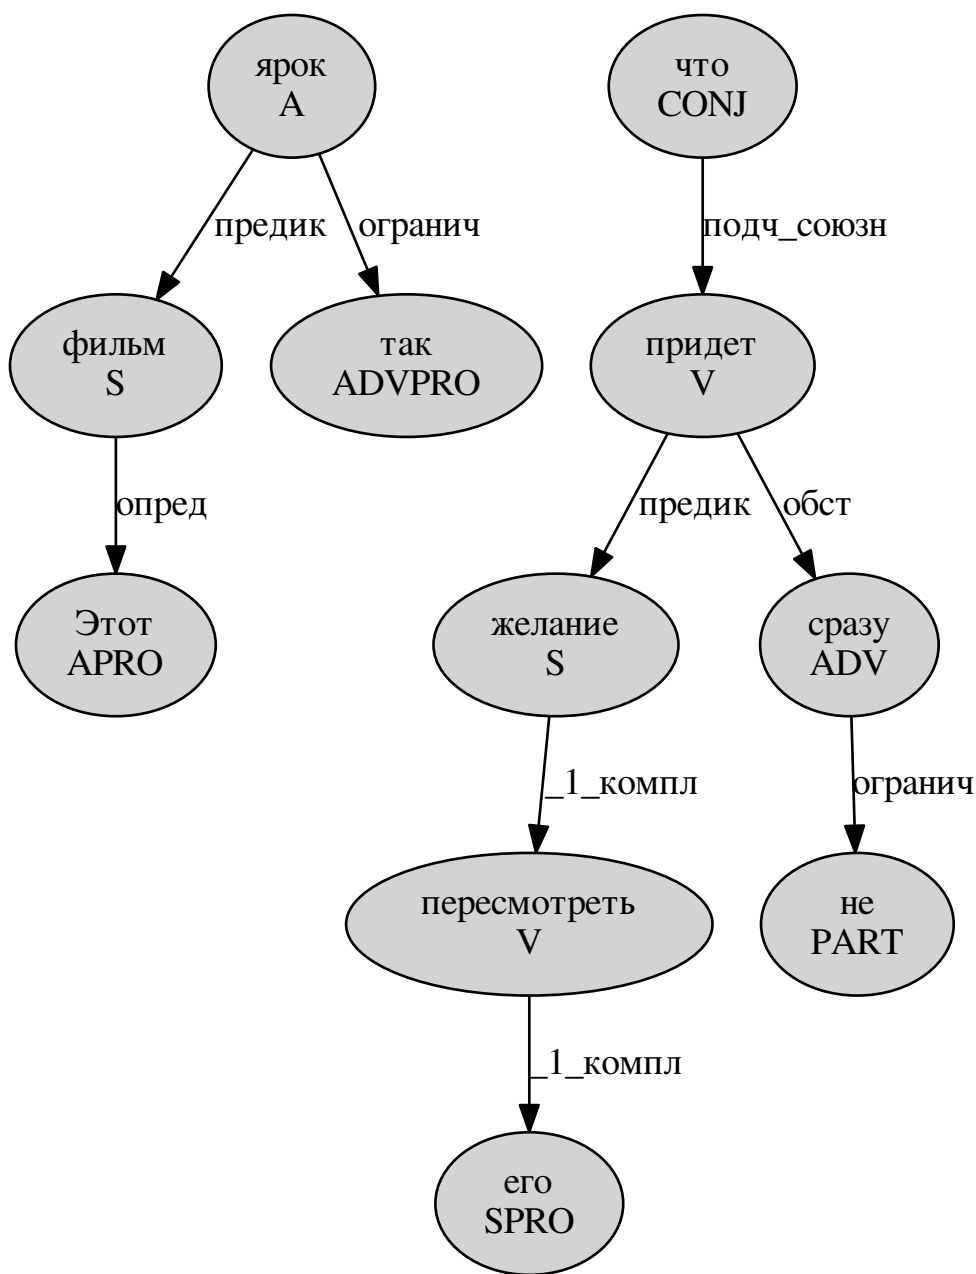 ярок
A
что
CONJ
предик
огранич
подч_союзн
фильм
S
так
ADVPRO
придет
V
опред
предик
обст
Этот
APRO
желание
S
сразу
ADV
_1_компл
огранич
пересмотреть
V
не
PART
_1_компл
его
SPRO